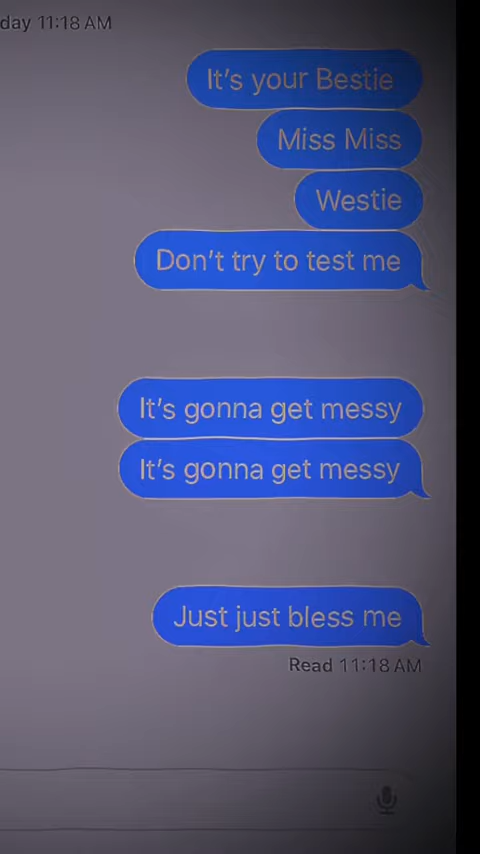 day 11:18 AM
It's your Bestie
Miss Miss
Westie
Don't try to test me
It's gonna get messy
It's gonna get messy
Just just bless me
Read 11:18 AM